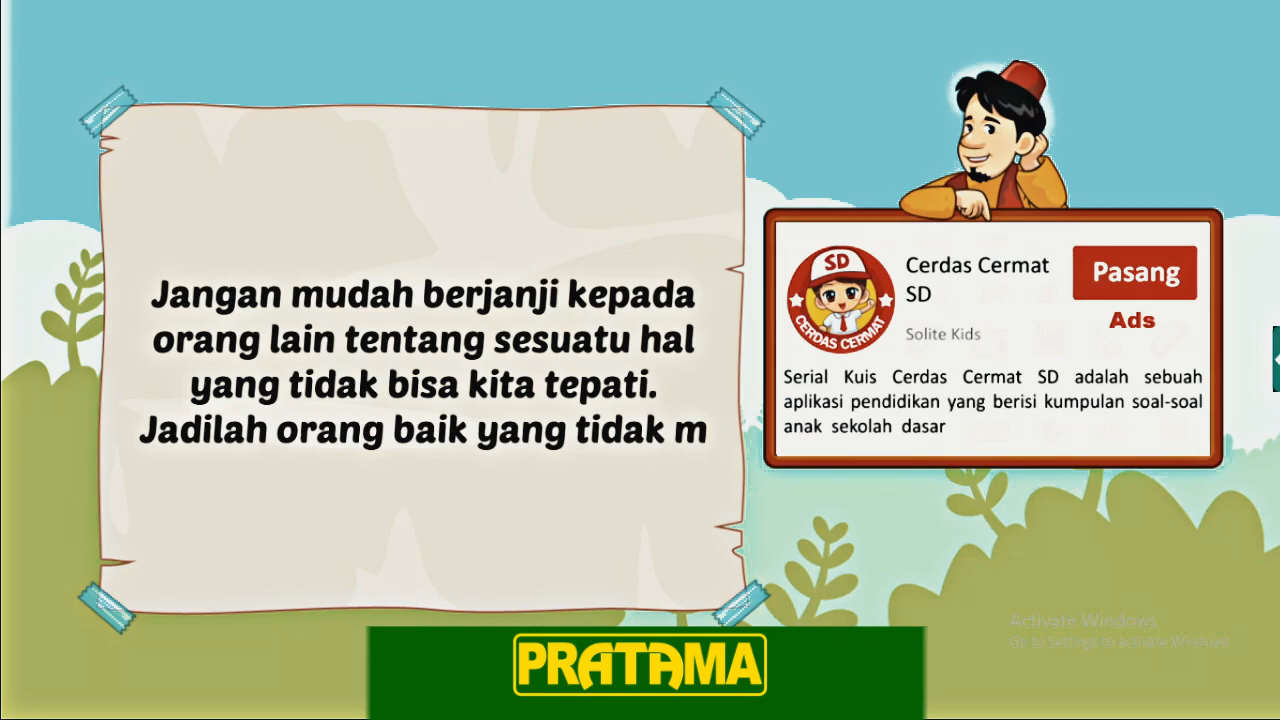 Jangan mudah berjanji kepada
orang lain tentang sesuatu hal
yang tidak bisa kita tepati.
Jadilah orang baik yang tidak m
SD
CERDAS CERMAT
Cerdas Cermat
SD
Solite Kids
Pasang
Ads
Serial Kuis Cerdas Cermat SD adalah sebuah
aplikasi pendidikan yang berisi kumpulan soal-soal
anak sekolah dasar
Activate Windows
Go to Settings to activate Windows.
PRATAMA